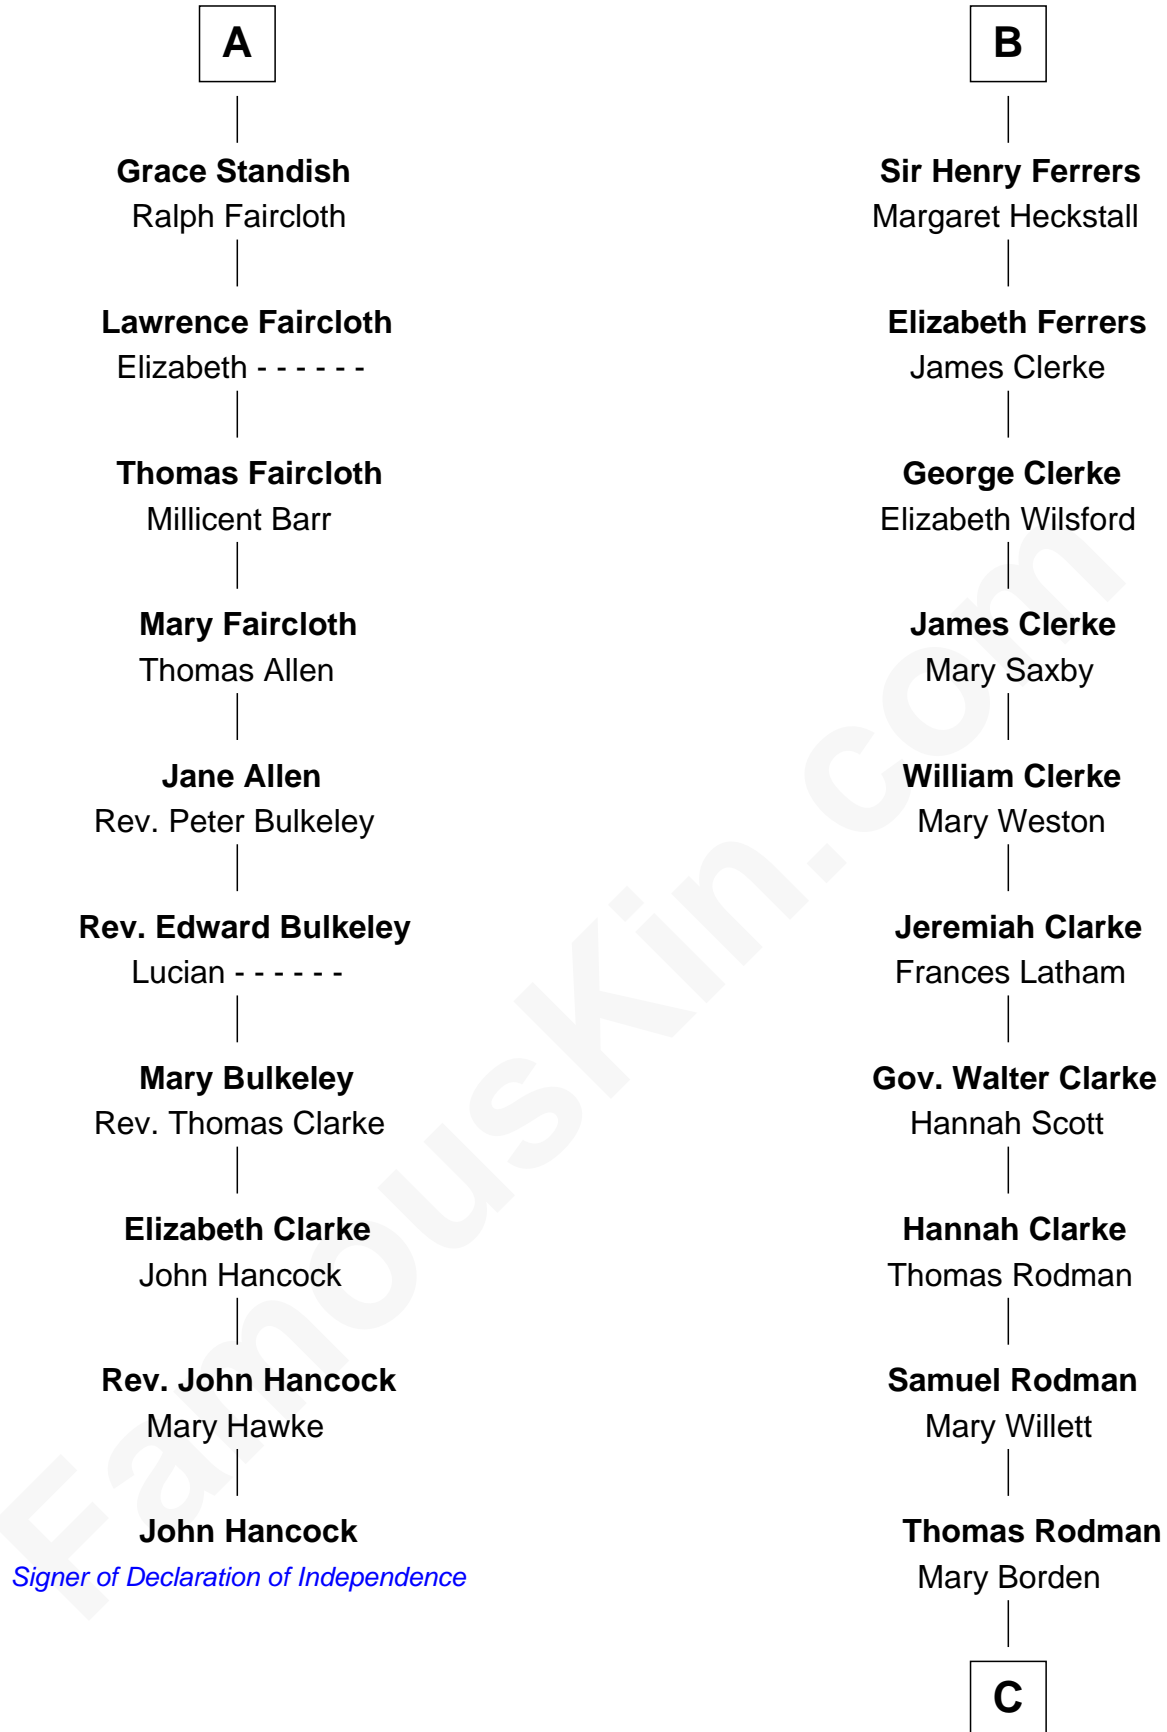 A
Grace Standish
Ralph Faircloth
Lawrence Faircloth
Elizabeth - - - - - -
Thomas Faircloth
Millicent Barr
Mary Faircloth
Thomas Allen
Jane Allen
Rev. Peter Bulkeley
Rev. Edward Bulkeley
Lucian - - - - - -
Mary Bulkeley
Rev. Thomas Clarke
Elizabeth Clarke
John Hancock
Rev. John Hancock
Mary Hawke
John Hancock
Signer of Declaration of Independence
B
Sir Henry Ferrers
Margaret Heckstall
Elizabeth Ferrers
James Clerke
George Clerke
Elizabeth Wilsford
James Clerke
Mary Saxby
William Clerke
Mary Weston
Jeremiah Clarke
Frances Latham
Gov. Walter Clarke
Hannah Scott
Hannah Clarke
Thomas Rodman
Samuel Rodman
Mary Willett
Thomas Rodman
Mary Borden
C
FamousKin.com